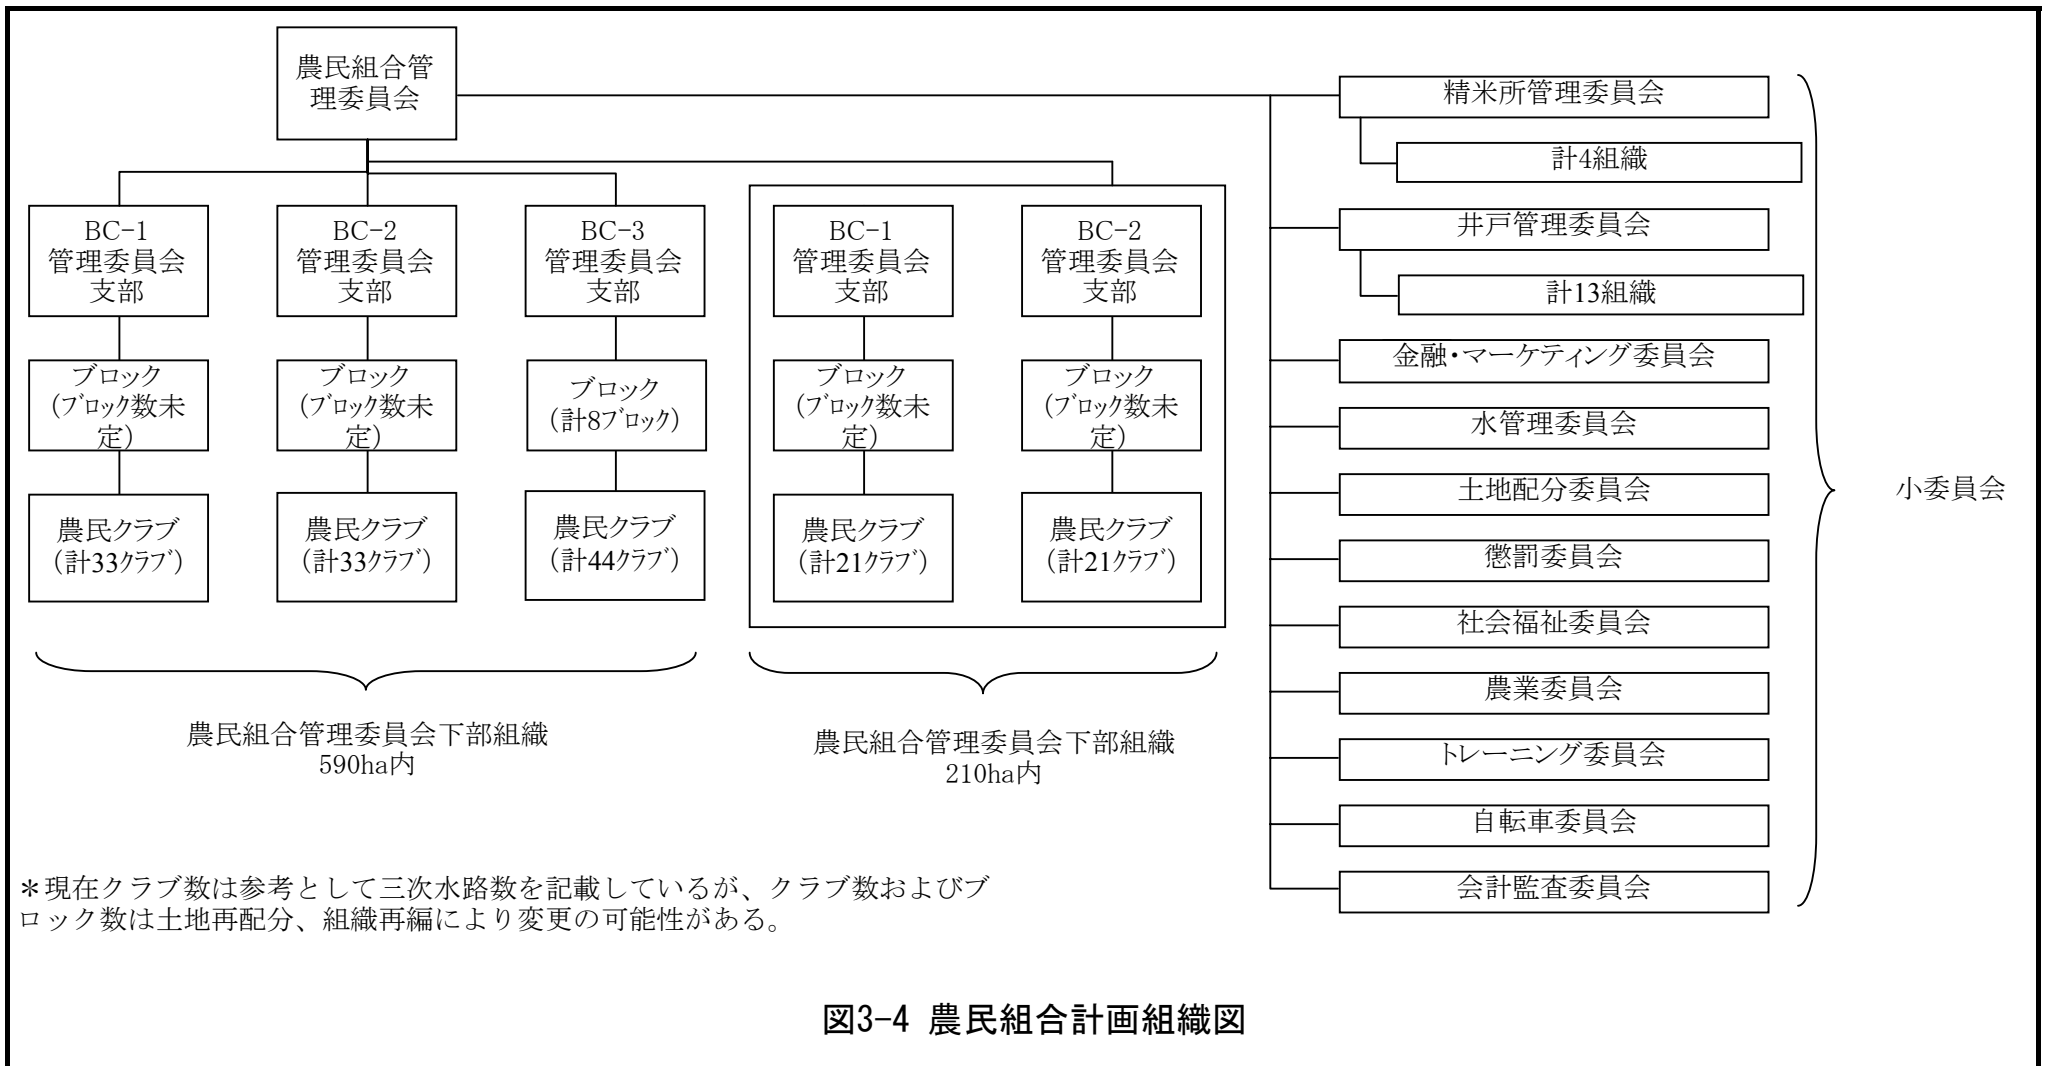 農民組合管
理委員会
BC-1
管理委員会
支部
BC-2
管理委員会
支部
BC-3
管理委員会
支部
BC-1
管理委員会
支部
BC-2
管理委員会
支部
ブロック
(ﾌﾞﾛｯｸ数未
定)
ブロック
(ﾌﾞﾛｯｸ数未
定)
ブロック
(計8ﾌﾞﾛｯｸ)
ブロック
(ﾌﾞﾛｯｸ数未
定)
ブロック
(ﾌﾞﾛｯｸ数未
定)
農民クラブ
(計33ｸﾗﾌﾞ)
農民クラブ
(計33ｸﾗﾌﾞ)
農民クラブ
(計44ｸﾗﾌﾞ)
農民クラブ
(計21ｸﾗﾌﾞ)
農民クラブ
(計21ｸﾗﾌﾞ)
農民組合管理委員会下部組織
590ha内
農民組合管理委員会下部組織
210ha内
精米所管理委員会
計4組織
井戸管理委員会
計13組織
金融・マーケティング委員会
水管理委員会
土地配分委員会
懲罰委員会
社会福祉委員会
農業委員会
トレーニング委員会
自転車委員会
会計監査委員会
小委員会
＊現在クラブ数は参考として三次水路数を記載しているが、クラブ数およびブ
ロック数は土地再配分、組織再編により変更の可能性がある。
図3-4 農民組合計画組織図